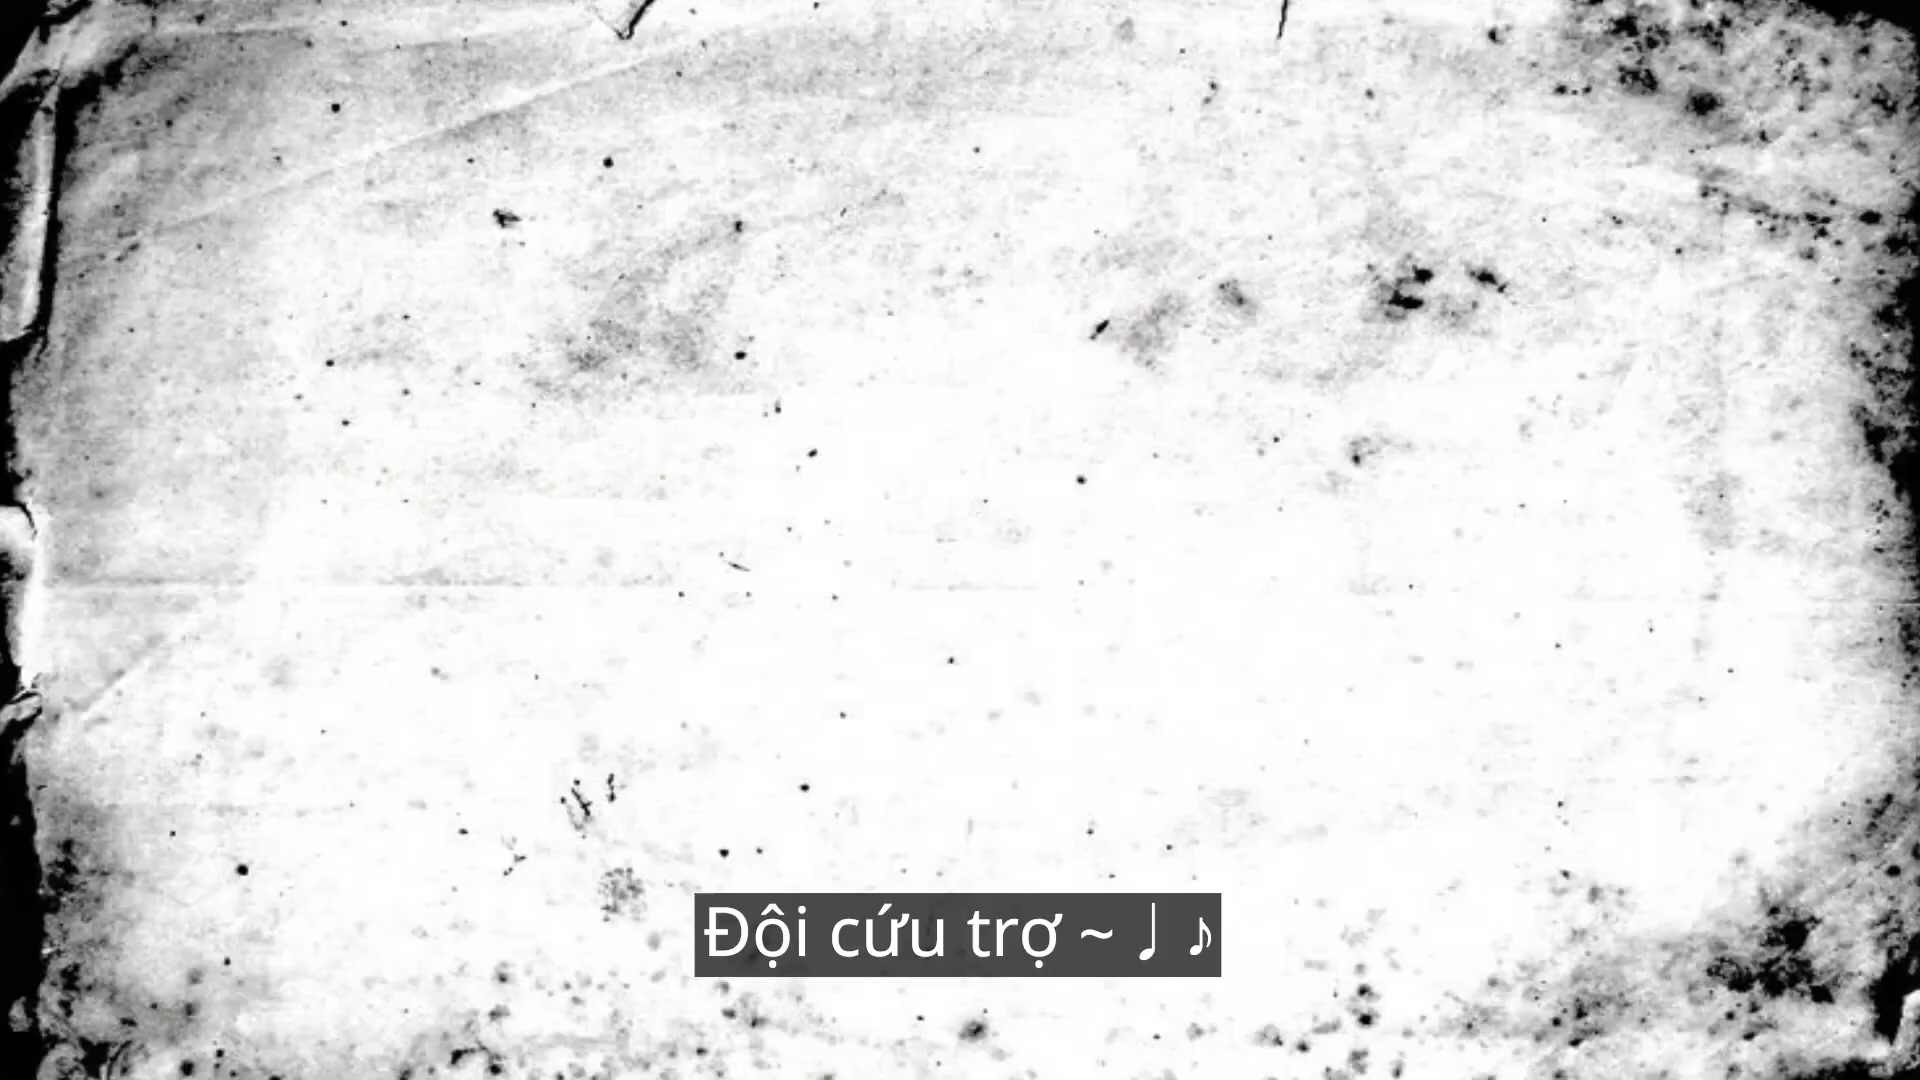 Đội cứu trợ ~ ♩ ♪